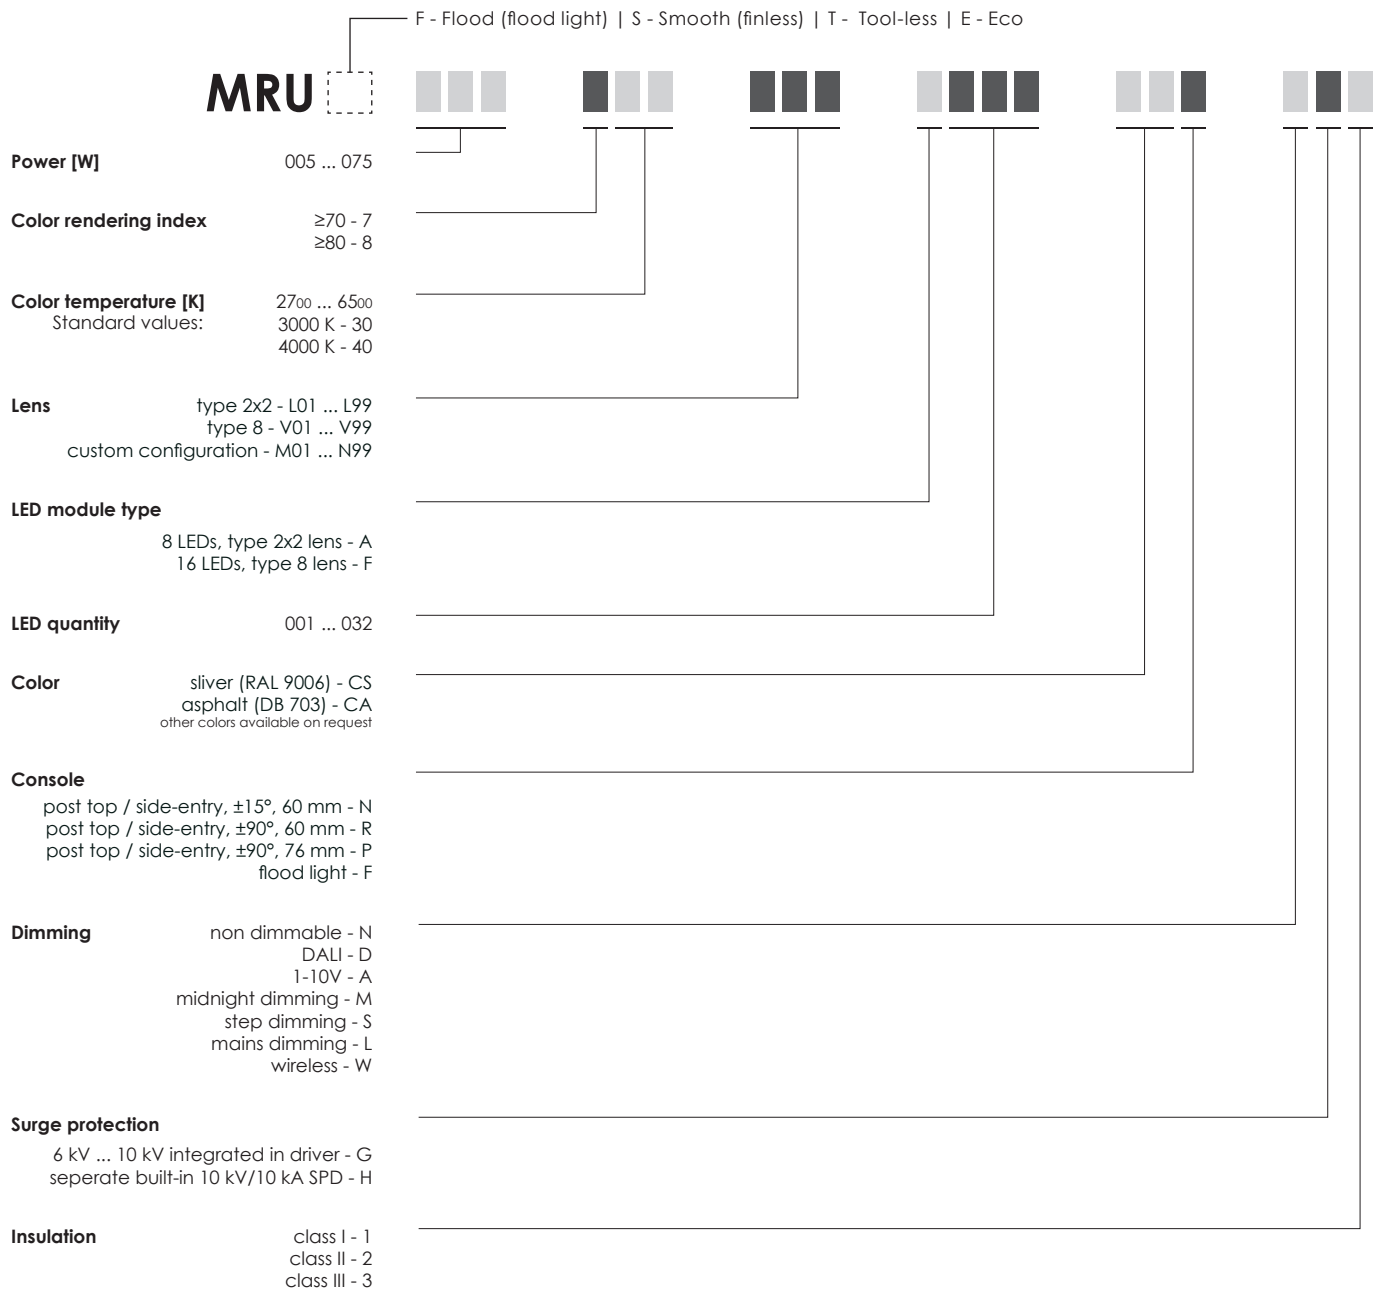 F - Flood (flood light) | S - Smooth (finless) | T - Tool-less | E - Eco
MRU
Power [W] 005 ... 075
Color rendering index ≥70 - 7
≥80 - 8
Color temperature [K] 2700 ... 6500
Standard values: 3000 K - 30
4000 K - 40
Lens type 2x2 - L01 ... L99
type 8 - V01 ... V99
custom configuration - M01 ... N99
LED module type
8 LEDs, type 2x2 lens - A
16 LEDs, type 8 lens - F
LED quantity 001 ... 032
Color sliver (RAL 9006) - CS
asphalt (DB 703) - CA
other colors available on request
Console
post top / side-entry, ±15°, 60 mm - N
post top / side-entry, ±90°, 60 mm - R
post top / side-entry, ±90°, 76 mm - P
flood light - F
Dimming non dimmable - N
DALI - D
1-10V - A
midnight dimming - M
step dimming - S
mains dimming - L
wireless - W
Surge protection
6 kV ... 10 kV integrated in driver - G
seperate built-in 10 kV/10 kA SPD - H
Insulation class I - 1
class II - 2
class III - 3